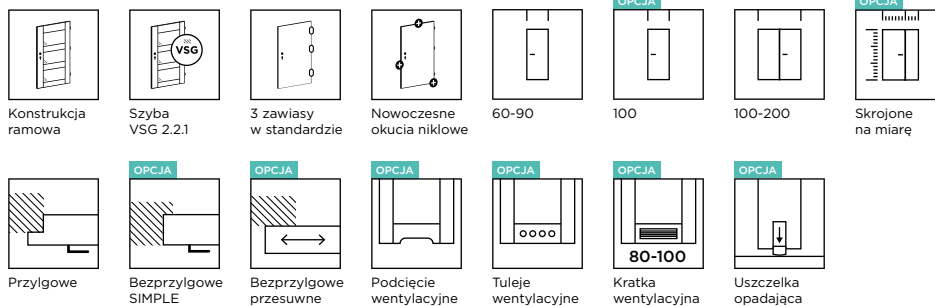 OPCJA
OPCJA
VSG
Konstrukcja
ramowa
Szyba
VSG 2.2.1
3 zawiasy
w standardzie
Nowoczesne
okucia niklowe
60-90
100
100-200
Skrojone
na miarę
OPCJA
OPCJA
OPCJA
OPCJA
OPCJA
OPCJA
80-100
Przylgowe
Bezprzylgowe
SIMPLE
Bezprzylgowe
przesuwne
Podcięcie
wentylacyjne
Tuleje
wentylacyjne
Kratka
wentylacyjna
Uszczelka
opadająca